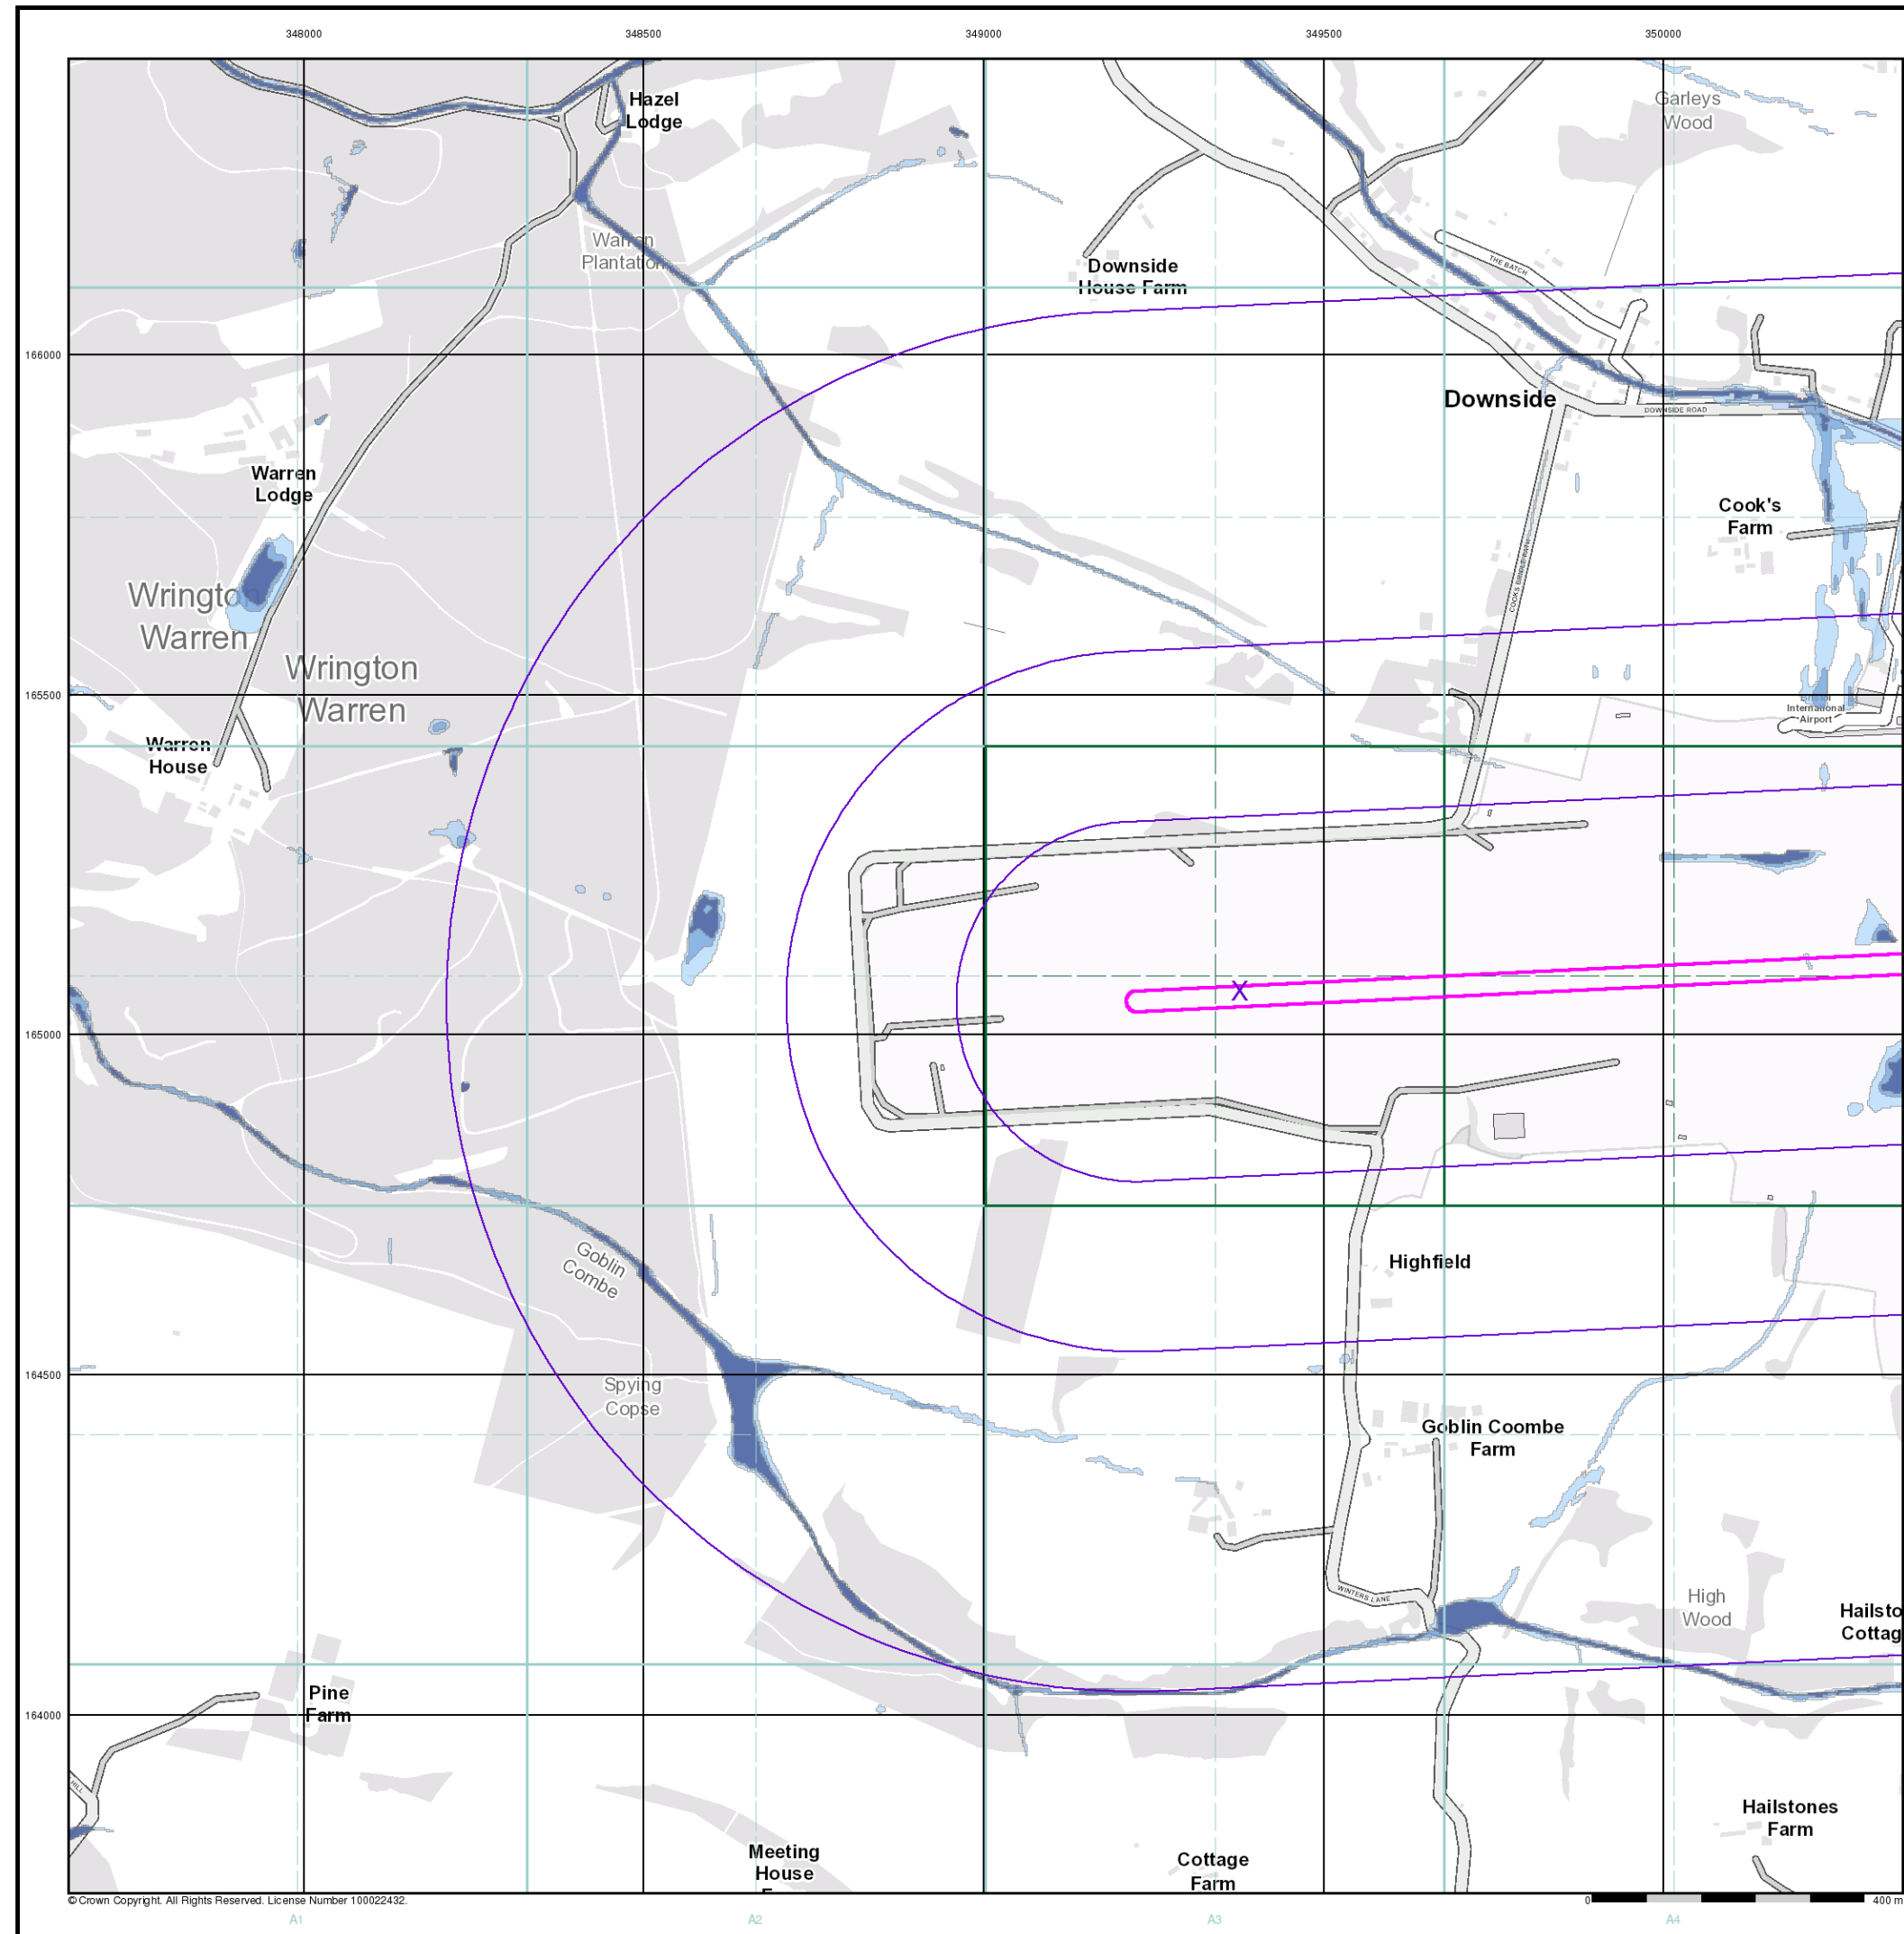 348000 348500 349000 349500 350000
Hazel
Lodge
Garleys
Wood
Warren
Plantation
THE BATCH
Downside
House Farm
166000
Downside
DOWNSIDE ROAD
Warren
Lodge
Cook's
Farm
Wrington
Warren
Wrington
Warren
165500
International
Airport
Warren
House
X
165000
Goblin
Combe
Highfield
164500
Spying
Copse
Goblin Coombe
Farm
WINTERS LANE
High
Wood
Hailsto
Cottag
Pine
Farm
164000
HILL
Hailstones
Farm
Meeting
House
Cottage
Farm
© Crown Copyright. All Rights Reserved. License Number 100022432.
0 400 m
A1 A2 A3 A4